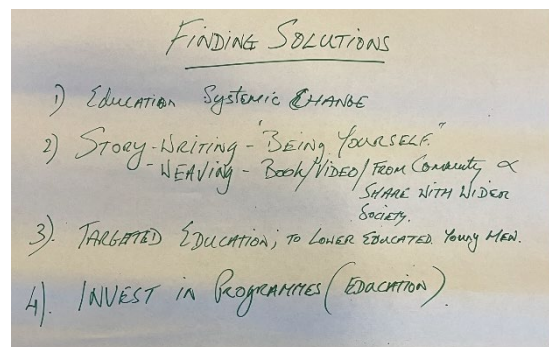 FINDING SOLUTIONS
1) Education Systemic CHANGE
2) STORY-WRITING - "BEING YOURSELF."
- WEAVING - Book/VIDEO/FROM Community &
SHARE WITH WIDER
Society.
3). TARGETTED EDUCATION; TO LOWER EDUCATED Young MEN.
4). INVEST IN PROGRAMMES (EDUCATION)